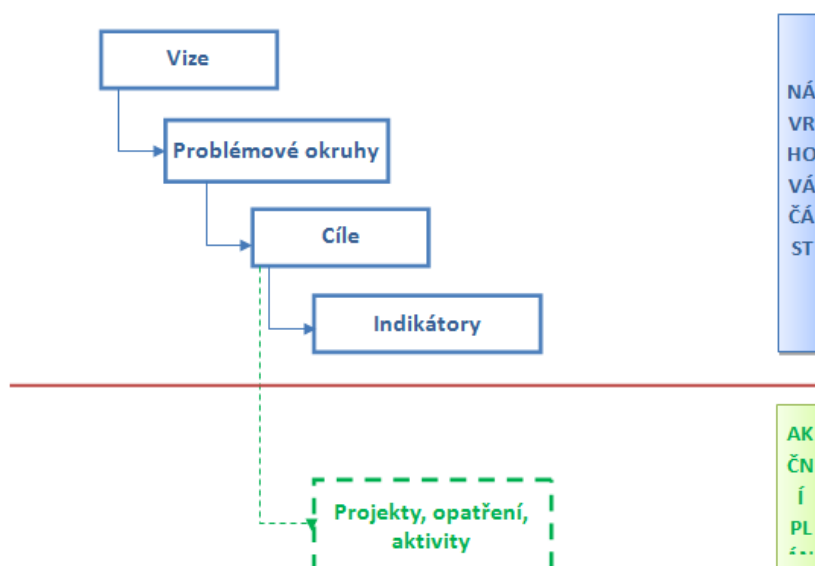 Vize
Problémové okruhy
Cíle
Indikátory
NÁ
VR
HO
VÁ
ČÁ
ST
Projekty, opatření,
aktivity
AK
ČN
Í
PL